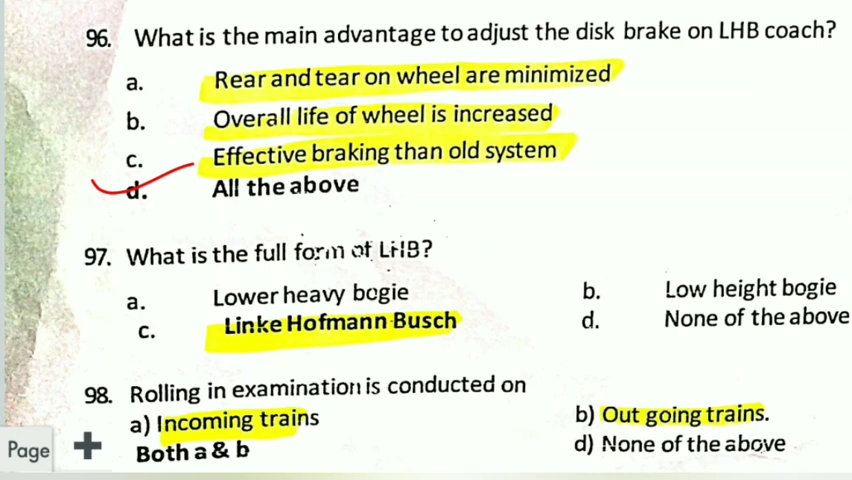 96. What is the main advantage to adjust the disk brake on LHB coach?
a. Rear and tear on wheel are minimized
b. Overall life of wheel is increased
c. Effective braking than old system
d. All the above
97. What is the full form of LHB?
a. Lower heavy bogie b. Low height bogie
c. Linke Hofmann Busch d. None of the above
98. Rolling in examination is conducted on
a) Incoming trains b) Out going trains.
Both a & b d) None of the above
Page +